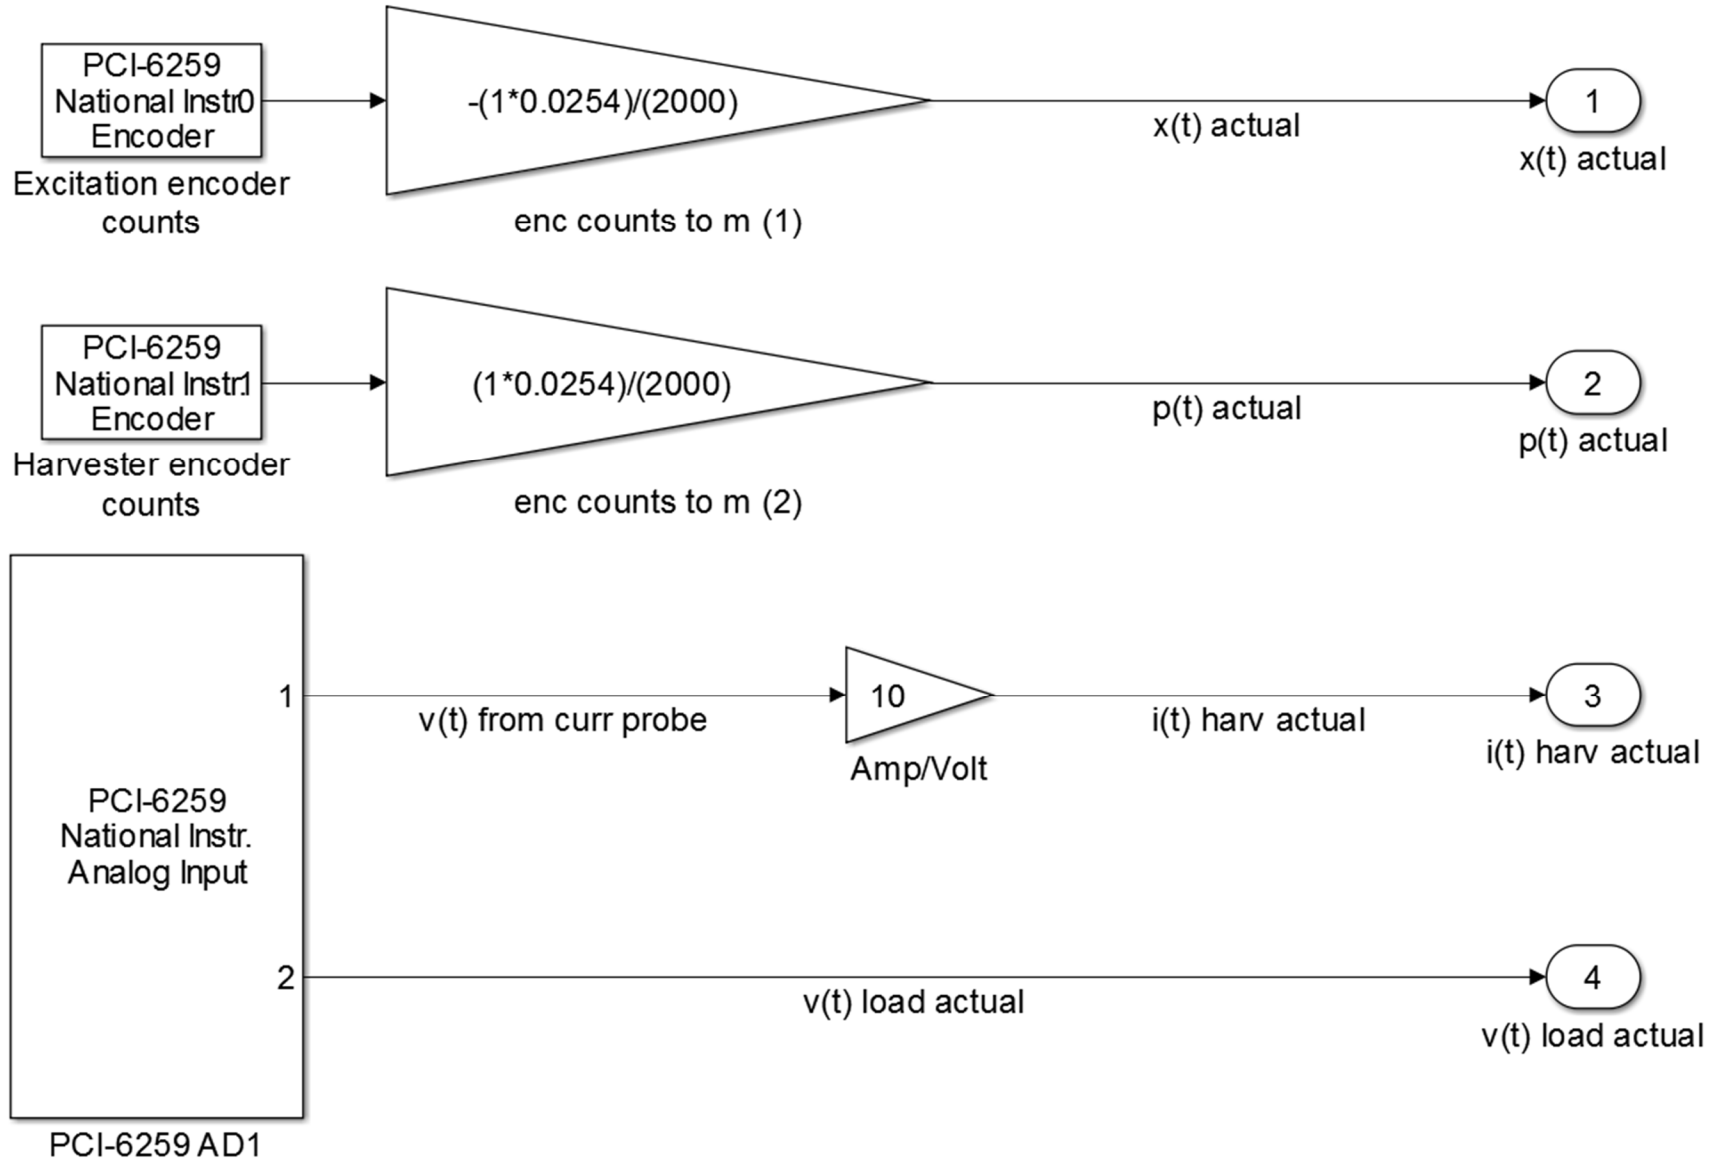 PCI-6259
National Instr0
Encoder
Excitation encoder
counts
-(1*0.0254)/(2000)
enc counts to m (1)
x(t) actual
1
x(t) actual
PCI-6259
National Instr.1
Encoder
Harvester encoder
counts
(1*0.0254)/(2000)
enc counts to m (2)
p(t) actual
2
p(t) actual
PCI-6259
National Instr.
Analog Input
PCI-6259 AD1
1
v(t) from curr probe
10
Amp/Volt
i(t) harv actual
3
i(t) harv actual
2
v(t) load actual
4
v(t) load actual